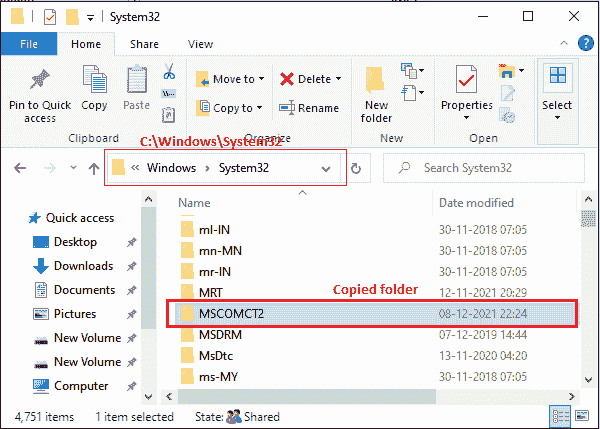 System32
File Home Share View
Pin to Quick access
Copy
Paste
Clipboard
Move to
Copy to
Delete
Rename
Organize
New folder
New
Properties
Open
Select
C:\Windows\System32
« Windows > System32
Search System32
Quick access
Desktop
Downloads
Documents
Pictures
New Volume
New Volume
Computer
Name Date modified
ml-IN 30-11-2018 07:05
mn-MN 30-11-2018 07:05
mr-IN 30-11-2018 07:05
Copied folder
MRT 12-11-2021 20:29
MSCOMCT2 08-12-2021 22:24
MSDRM 07-12-2019 14:44
MsDtc 13-11-2020 04:20
ms-MY 30-11-2018 07:05
4,751 items 1 item selected State: Shared